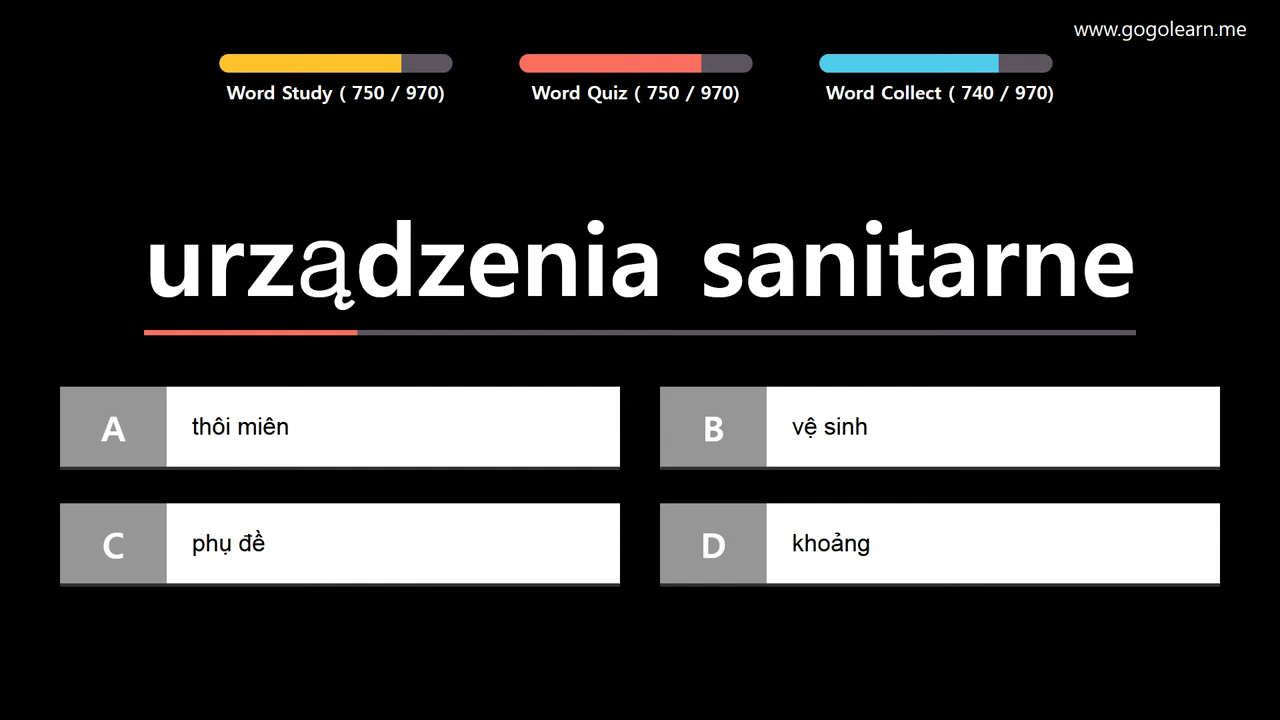 www.gogolearn.me
Word Study ( 750 / 970)
Word Quiz ( 750 / 970)
Word Collect ( 740 / 970)
urządzenia sanitarne
A
thôi miên
B
vệ sinh
C
phụ đề
D
khoảng